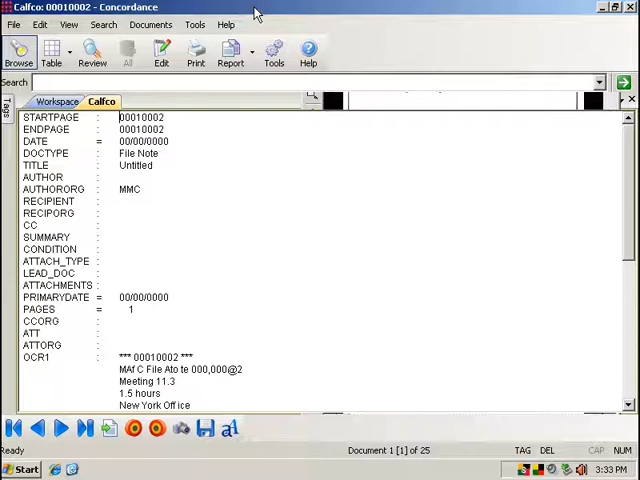 Calfco: 00010002 - Concordance
File Edit View Search Documents Tools Help
Browse Table Review All Edit Print Report Tools Help
Search
Tags Workspace Calfco
STARTPAGE : 00010002
ENDPAGE : 00010002
DATE = 00/00/0000
DOCTYPE : File Note
TITLE : Untitled
AUTHOR :
AUTHORORG : MMC
RECIPIENT :
RECIPORG :
CC :
SUMMARY :
CONDITION :
ATTACH_TYPE :
LEAD_DOC :
ATTACHMENTS :
PRIMARYDATE = 00/00/0000
PAGES = 1
CCORG :
ATT :
ATTORG :
OCR1 : *** 00010002 ***
MAf C File Ato te 000,000@2
Meeting 11.3
1.5 hours
New York Off ice
Ready Document 1 [1] of 25 TAG DEL CAP NUM
Start 3:33 PM